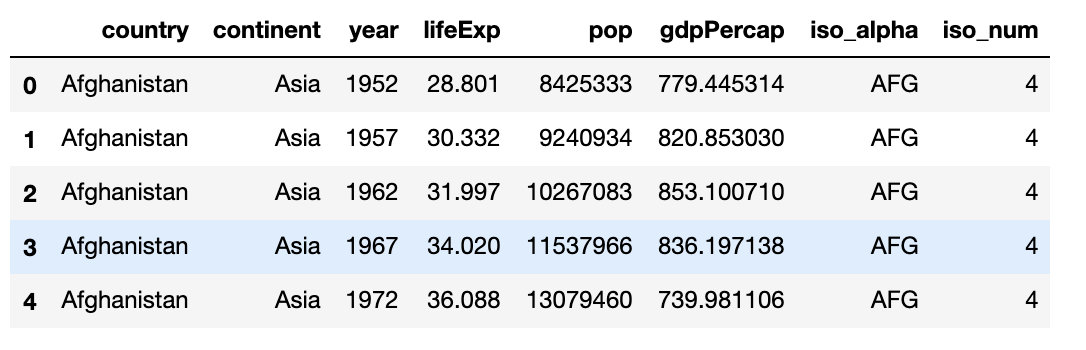 country continent year lifeExp pop gdpPercap iso_alpha iso_num
0 Afghanistan Asia 1952 28.801 8425333 779.445314 AFG 4
1 Afghanistan Asia 1957 30.332 9240934 820.853030 AFG 4
2 Afghanistan Asia 1962 31.997 10267083 853.100710 AFG 4
3 Afghanistan Asia 1967 34.020 11537966 836.197138 AFG 4
4 Afghanistan Asia 1972 36.088 13079460 739.981106 AFG 4